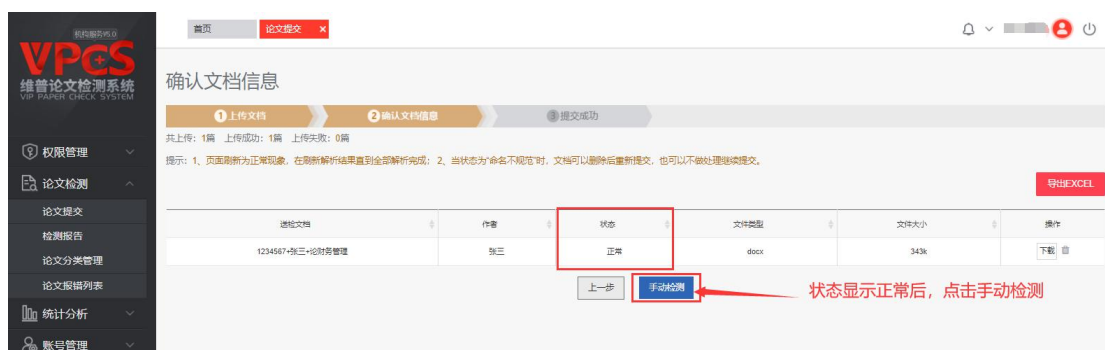 机构服务V5.0
VPCS
维普论文检测系统
VIP PAPER CHECK SYSTEM
权限管理
论文检测
论文提交
检测报告
论文分类管理
论文报错列表
统计分析
账号管理
首页 论文提交 ×
确认文档信息
1 上传文档 2 确认文档信息 3 提交成功
共上传：1篇 上传成功：1篇 上传失败：0篇
提示：1、页面刷新为正常现象，在刷新解析结果直到全部解析完成；2、当状态为“命名不规范”时，文档可以删除后重新提交，也可以不做处理继续提交。
导出EXCEL
送检文档 作者 状态 文件类型 文件大小 操作
1234567+张三+论财务管理 张三 正常 docx 343k 下载
上一步 手动检测 状态显示正常后，点击手动检测